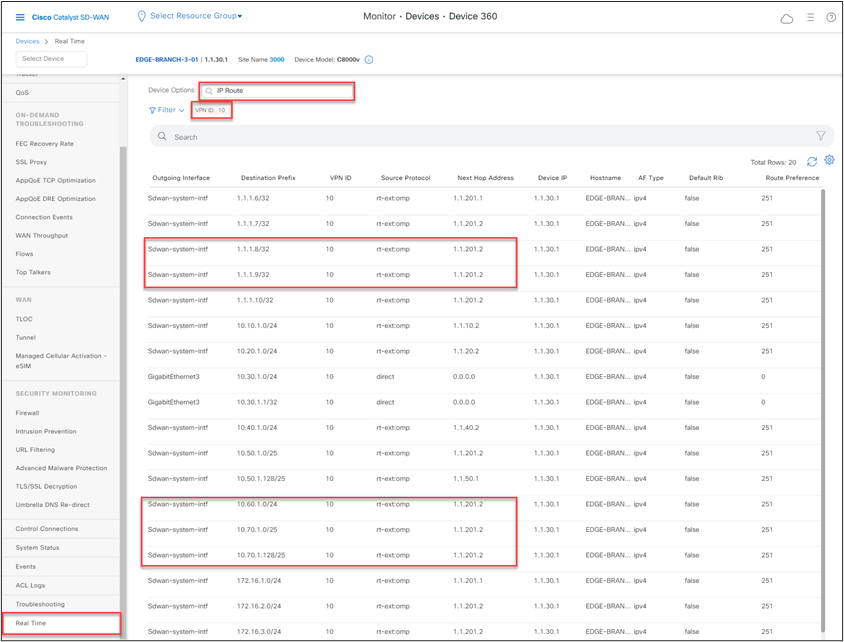 Cisco Catalyst SD-WAN
Select Resource Group▾
Monitor · Devices · Device 360
Devices > Real Time
Select Device
EDGE-BRANCH-3-01 | 1.1.30.1 Site Name 3000 Device Model: C8000v
Tracker
QoS
ON-DEMAND
TROUBLESHOOTING
FEC Recovery Rate
SSL Proxy
AppQoE TCP Optimization
AppQoE DRE Optimization
Connection Events
WAN Throughput
Flows
Top Talkers
WAN
TLOC
Tunnel
Managed Cellular Activation -
eSIM
SECURITY MONITORING
Firewall
Intrusion Prevention
URL Filtering
Advanced Malware Protection
TLS/SSL Decryption
Umbrella DNS Re-direct
Control Connections
System Status
Events
ACL Logs
Troubleshooting
Real Time
Device Options: IP Route
Filter VPN ID: 10
Search
Total Rows: 20
Outgoing Interface Destination Prefix VPN ID Source Protocol Next Hop Address Device IP Hostname AF Type Default Rib Route Preference
Sdwan-system-intf 1.1.1.6/32 10 rt-ext:omp 1.1.201.1 1.1.30.1 EDGE-BRAN... ipv4 false 251
Sdwan-system-intf 1.1.1.7/32 10 rt-ext:omp 1.1.201.2 1.1.30.1 EDGE-BRAN... ipv4 false 251
Sdwan-system-intf 1.1.1.8/32 10 rt-ext:omp 1.1.201.2 1.1.30.1 EDGE-BRAN... ipv4 false 251
Sdwan-system-intf 1.1.1.9/32 10 rt-ext:omp 1.1.201.2 1.1.30.1 EDGE-BRAN... ipv4 false 251
Sdwan-system-intf 1.1.1.10/32 10 rt-ext:omp 1.1.201.2 1.1.30.1 EDGE-BRAN... ipv4 false 251
Sdwan-system-intf 10.10.1.0/24 10 rt-ext:omp 1.1.10.2 1.1.30.1 EDGE-BRAN... ipv4 false 251
Sdwan-system-intf 10.20.1.0/24 10 rt-ext:omp 1.1.20.2 1.1.30.1 EDGE-BRAN... ipv4 false 251
GigabitEthernet3 10.30.1.0/24 10 direct 0.0.0.0 1.1.30.1 EDGE-BRAN... ipv4 false 0
GigabitEthernet3 10.30.1.1/32 10 direct 0.0.0.0 1.1.30.1 EDGE-BRAN... ipv4 false 0
Sdwan-system-intf 10.40.1.0/24 10 rt-ext:omp 1.1.40.2 1.1.30.1 EDGE-BRAN... ipv4 false 251
Sdwan-system-intf 10.50.1.0/25 10 rt-ext:omp 1.1.201.2 1.1.30.1 EDGE-BRAN... ipv4 false 251
Sdwan-system-intf 10.50.1.128/25 10 rt-ext:omp 1.1.50.1 1.1.30.1 EDGE-BRAN... ipv4 false 251
Sdwan-system-intf 10.60.1.0/24 10 rt-ext:omp 1.1.201.2 1.1.30.1 EDGE-BRAN... ipv4 false 251
Sdwan-system-intf 10.70.1.0/25 10 rt-ext:omp 1.1.201.2 1.1.30.1 EDGE-BRAN... ipv4 false 251
Sdwan-system-intf 10.70.1.128/25 10 rt-ext:omp 1.1.201.2 1.1.30.1 EDGE-BRAN... ipv4 false 251
Sdwan-system-intf 172.16.1.0/24 10 rt-ext:omp 1.1.201.1 1.1.30.1 EDGE-BRAN... ipv4 false 251
Sdwan-system-intf 172.16.2.0/24 10 rt-ext:omp 1.1.201.2 1.1.30.1 EDGE-BRAN... ipv4 false 251
Sdwan-system-intf 172.16.3.0/24 10 rt-ext:omp 1.1.201.2 1.1.30.1 EDGE-BRAN... ipv4 false 251